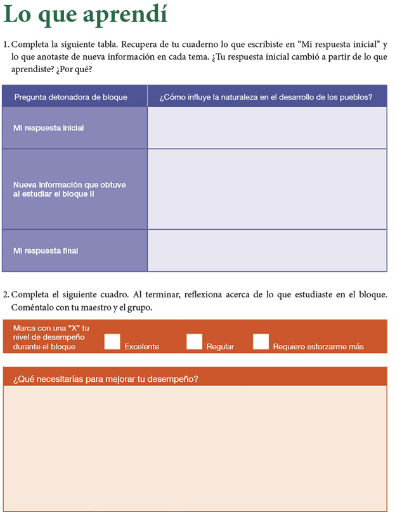 Lo que aprendí
1. Completa la siguiente tabla. Recupera de tu cuaderno lo que escribiste en “Mi respuesta inicial” y
lo que anotaste de nueva información en cada tema. ¿Tu respuesta inicial cambió a partir de lo que
aprendiste? ¿Por qué?
Pregunta detonadora de bloque
¿Cómo influye la naturaleza en el desarrollo de los pueblos?
Mi respuesta inicial
Nueva información que obtuve
al estudiar el bloque II
Mi respuesta final
2. Completa el siguiente cuadro. Al terminar, reflexiona acerca de lo que estudiaste en el bloque.
Coméntalo con tu maestro y el grupo.
Marca con una "X" tu
nivel de desempeño
durante el bloque
Excelente
Regular
Requiero esforzarme más
¿Qué necesitarías para mejorar tu desempeño?